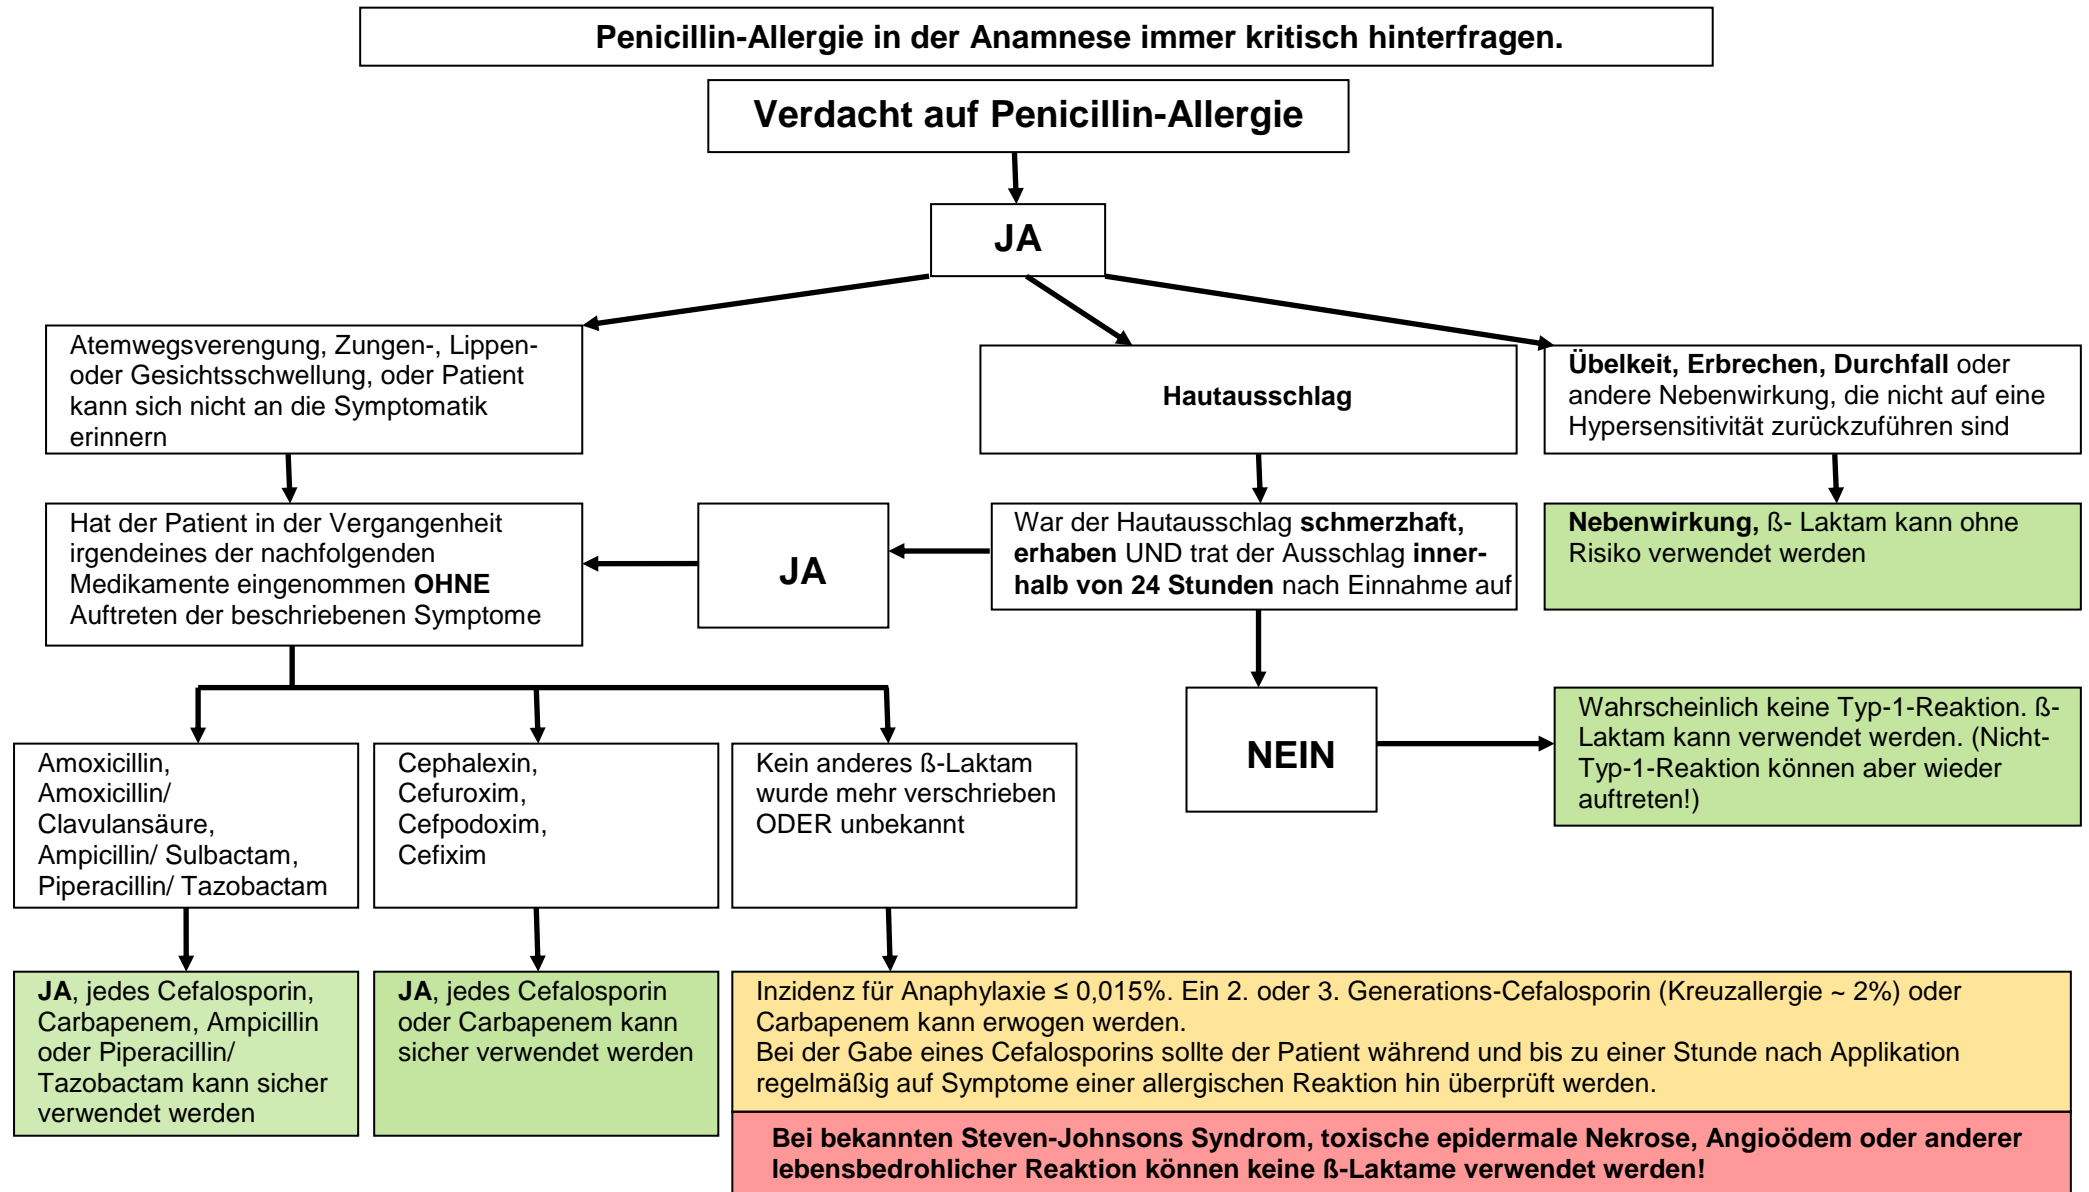 Penicillin-Allergie in der Anamnese immer kritisch hinterfragen.
Verdacht auf Penicillin-Allergie
JA
Atemwegsverengung, Zungen-, Lippen-
oder Gesichtsschwellung, oder Patient
kann sich nicht an die Symptomatik
erinnern
Hautausschlag
Übelkeit, Erbrechen, Durchfall oder
andere Nebenwirkung, die nicht auf eine
Hypersensitivität zurückzuführen sind
Hat der Patient in der Vergangenheit
irgendeines der nachfolgenden
Medikamente eingenommen OHNE
Auftreten der beschriebenen Symptome
JA
War der Hautausschlag schmerzhaft,
erhaben UND trat der Ausschlag inner-
halb von 24 Stunden nach Einnahme auf
Nebenwirkung, ß- Laktam kann ohne
Risiko verwendet werden
NEIN
Wahrscheinlich keine Typ-1-Reaktion. ß-
Laktam kann verwendet werden. (Nicht-
Typ-1-Reaktion können aber wieder
auftreten!)
Amoxicillin,
Amoxicillin/
Clavulansäure,
Ampicillin/ Sulbactam,
Piperacillin/ Tazobactam
Cephalexin,
Cefuroxim,
Cefpodoxim,
Cefixim
Kein anderes ß-Laktam
wurde mehr verschrieben
ODER unbekannt
JA, jedes Cefalosporin,
Carbapenem, Ampicillin
oder Piperacillin/
Tazobactam kann sicher
verwendet werden
JA, jedes Cefalosporin
oder Carbapenem kann
sicher verwendet werden
Inzidenz für Anaphylaxie ≤ 0,015%. Ein 2. oder 3. Generations-Cefalosporin (Kreuzallergie ~ 2%) oder
Carbapenem kann erwogen werden.
Bei der Gabe eines Cefalosporins sollte der Patient während und bis zu einer Stunde nach Applikation
regelmäßig auf Symptome einer allergischen Reaktion hin überprüft werden.
Bei bekannten Steven-Johnsons Syndrom, toxische epidermale Nekrose, Angioödem oder anderer
lebensbedrohlicher Reaktion können keine ß-Laktame verwendet werden!